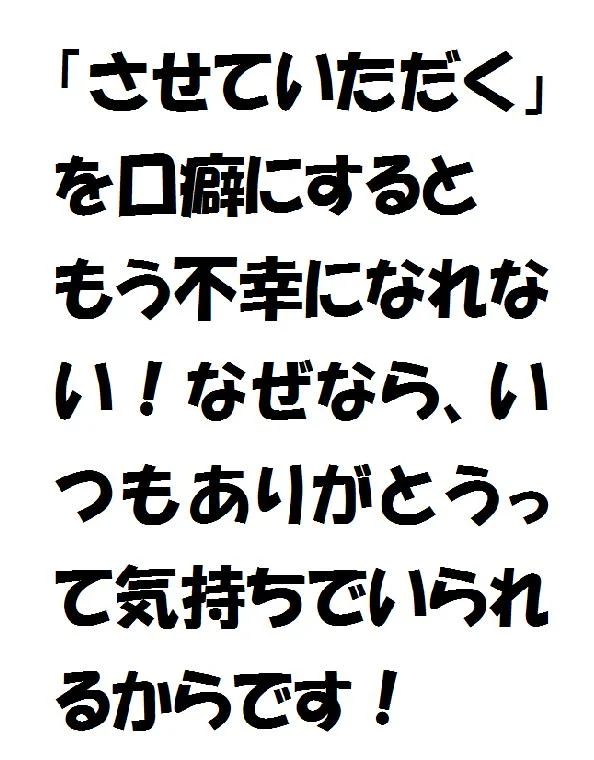 「させていただく」
を口癖にすると
もう不幸になれな
い！なぜなら、い
つもありがとうっ
て気持ちでいられ
るからです！